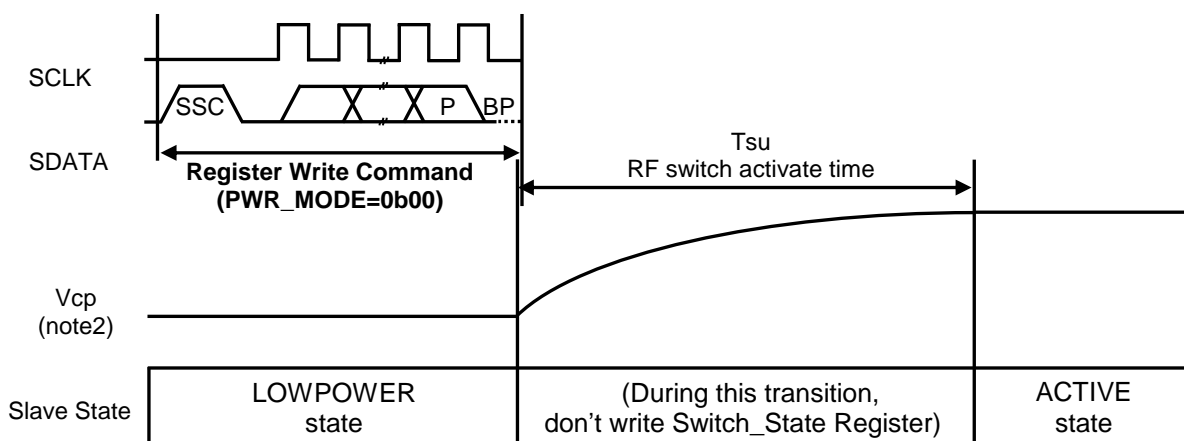 SCLK
SSC
P
BP
SDATA
Register Write Command
(PWR_MODE=0b00)
Tsu
RF switch activate time
Vcp
(note2)
Slave State
LOWPOWER
state
(During this transition,
don't write Switch_State Register)
ACTIVE
state